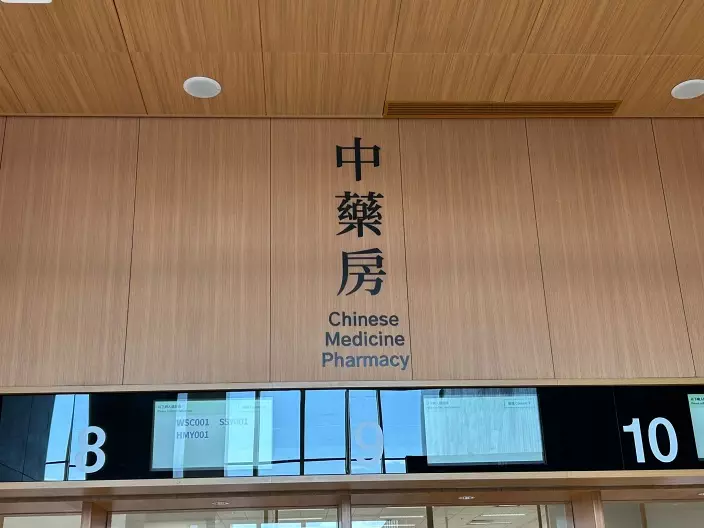 中藥房
Chinese
Medicine
Pharmacy
8
WSC001
HMY001
9
10